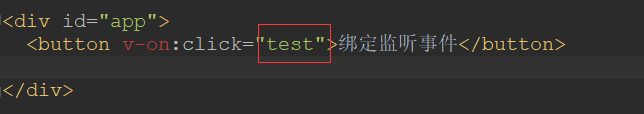 <div id="app">
<button v-on:click="test">绑定监听事件</button>
</div>